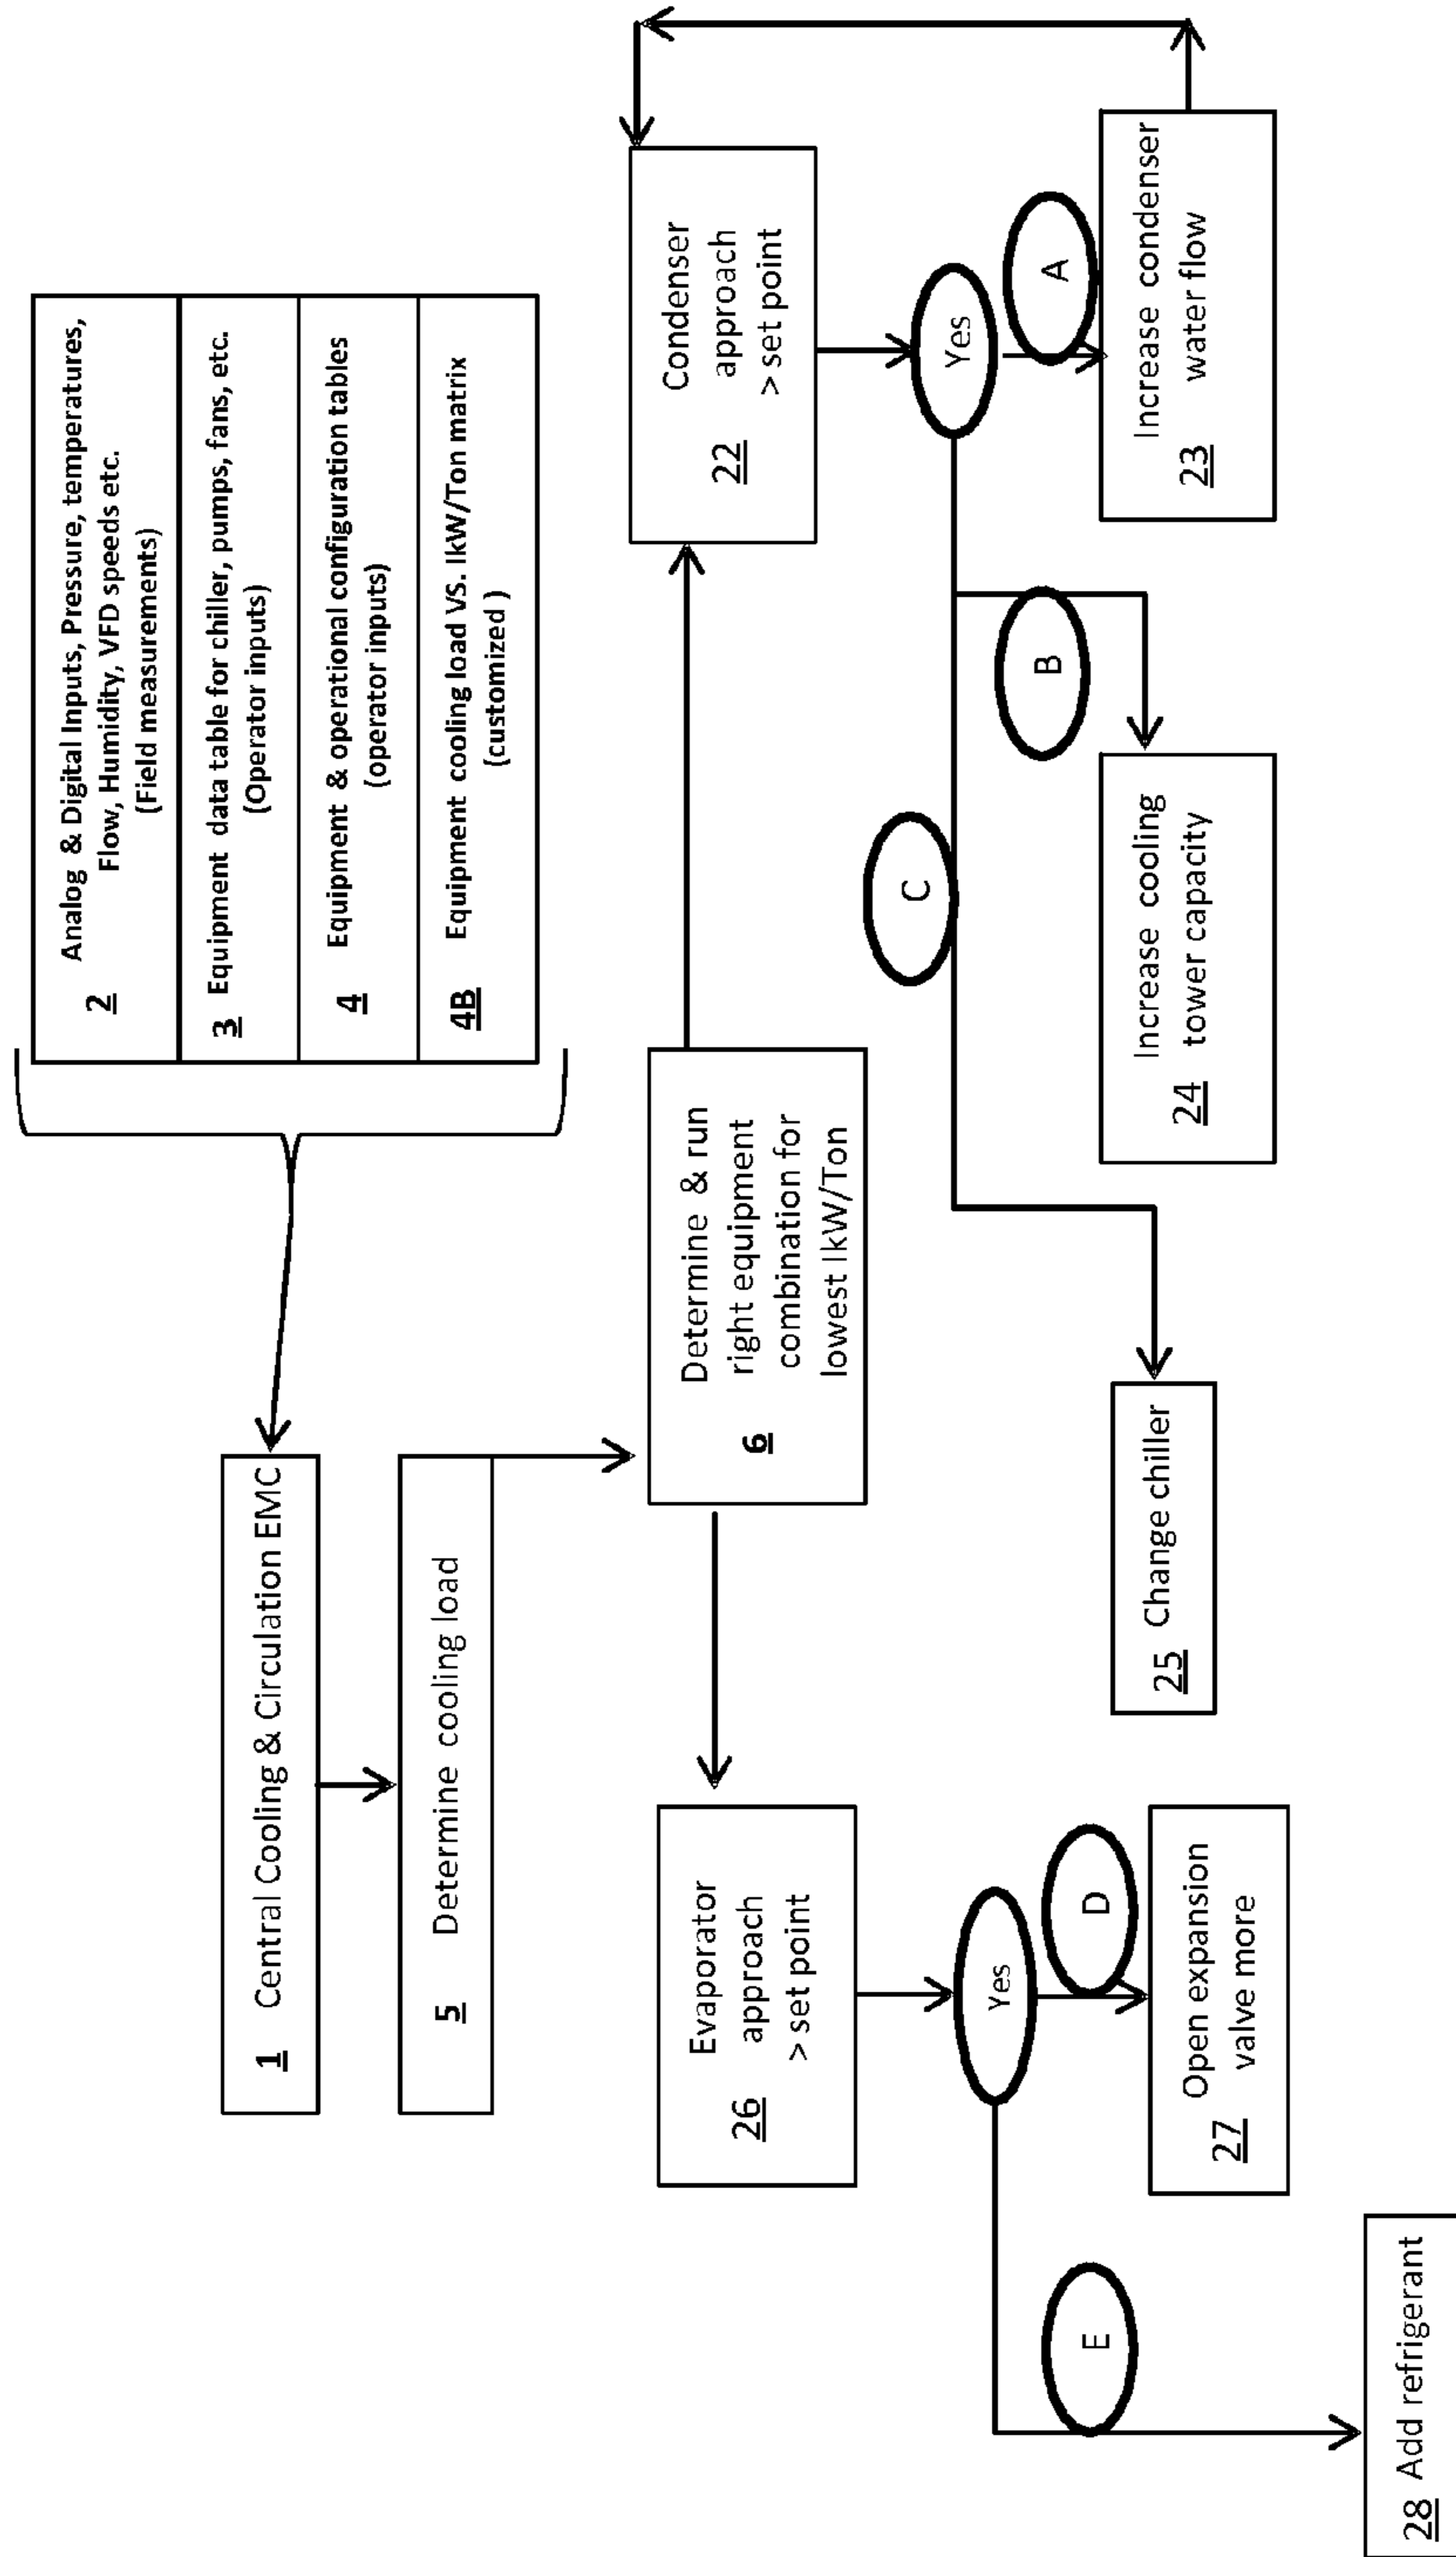 2
Analog & Digital Inputs, Pressure, temperatures,
Flow, Humidity, VFD speeds etc.
(Field measurements)
3 Equipment data table for chiller, pumps, fans, etc.
(Operator inputs)
4 Equipment & operational configuration tables
(operator inputs)
4B Equipment cooling load VS. IkW/Ton matrix
(customized )
1 Central Cooling & Circulation EMC
5 Determine cooling load
6
Determine & run
right equipment
combination for
lowest IkW/Ton
26
Evaporator
approach
> set point
22
Condenser
approach
> set point
Yes
Yes
E
D
C
B
A
28 Add refrigerant
27
Open expansion
valve more
25 Change chiller
24
Increase cooling
tower capacity
23
Increase condenser
water flow